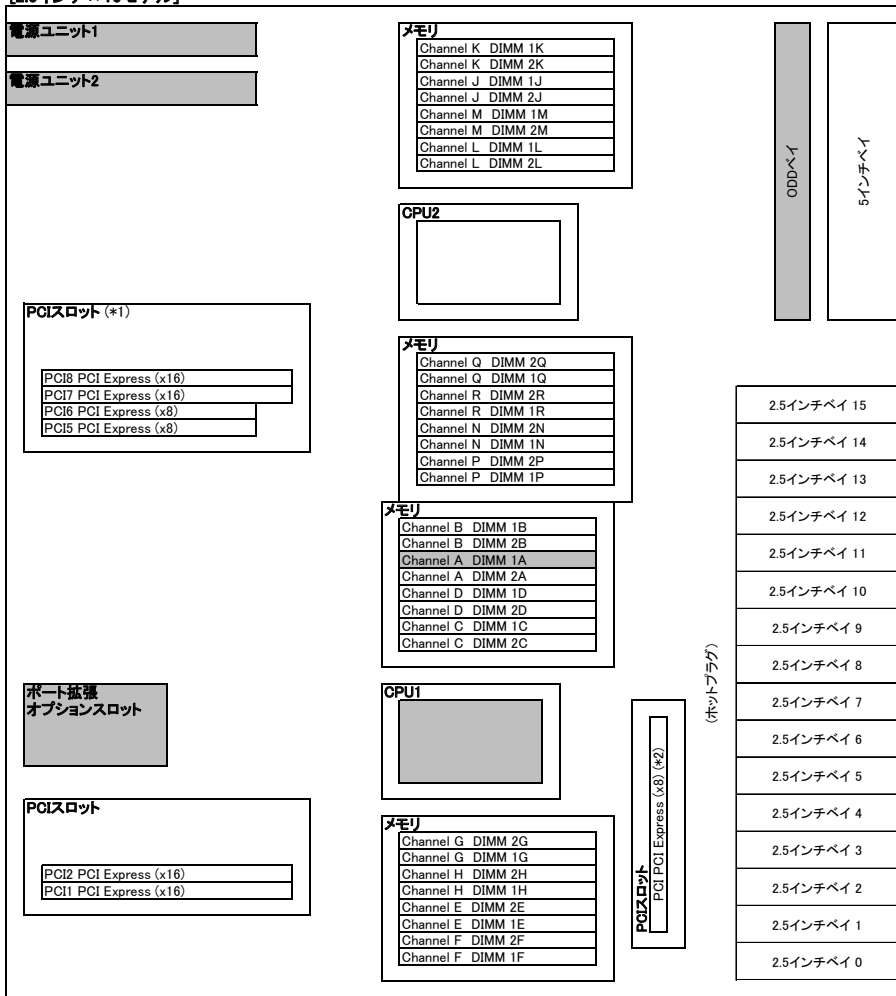 [2.5インチ × 16モデル]
電源ユニット1
電源ユニット2
メモリ
Channel K DIMM 1K
Channel K DIMM 2K
Channel J DIMM 1J
Channel J DIMM 2J
Channel M DIMM 1M
Channel M DIMM 2M
Channel L DIMM 1L
Channel L DIMM 2L
ODDベイ
5インチベイ
CPU2
PCIスロット (*1)
PCI8 PCI Express (x16)
PCI7 PCI Express (x16)
PCI6 PCI Express (x8)
PCI5 PCI Express (x8)
メモリ
Channel Q DIMM 2Q
Channel Q DIMM 1Q
Channel R DIMM 2R
Channel R DIMM 1R
Channel N DIMM 2N
Channel N DIMM 1N
Channel P DIMM 2P
Channel P DIMM 1P
メモリ
Channel B DIMM 1B
Channel B DIMM 2B
Channel A DIMM 1A
Channel A DIMM 2A
Channel D DIMM 1D
Channel D DIMM 2D
Channel C DIMM 1C
Channel C DIMM 2C
ポート拡張
オプションスロット
CPU1
PCIスロット
PCI2 PCI Express (x16)
PCI1 PCI Express (x16)
メモリ
Channel G DIMM 2G
Channel G DIMM 1G
Channel H DIMM 2H
Channel H DIMM 1H
Channel E DIMM 2E
Channel E DIMM 1E
Channel F DIMM 2F
Channel F DIMM 1F
PCIスロット
PCI PCI Express (x8) (*2)
(ホットプラグ)
2.5インチベイ 15
2.5インチベイ 14
2.5インチベイ 13
2.5インチベイ 12
2.5インチベイ 11
2.5インチベイ 10
2.5インチベイ 9
2.5インチベイ 8
2.5インチベイ 7
2.5インチベイ 6
2.5インチベイ 5
2.5インチベイ 4
2.5インチベイ 3
2.5インチベイ 2
2.5インチベイ 1
2.5インチベイ 0